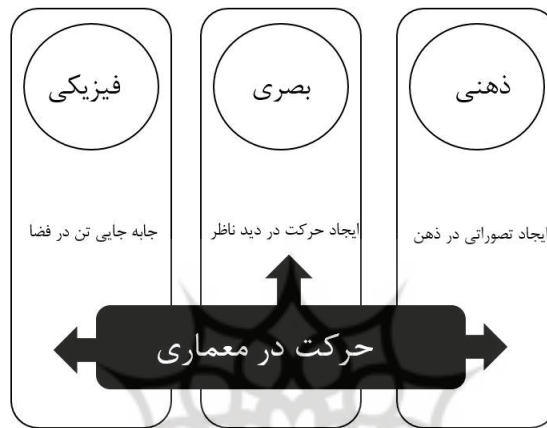 ذهنی
بصری
فیزیکی
ایجاد تصوراتی در ذهن
ایجاد حرکت در دید ناظر
جابه جایی تن در فضا
حرکت در معماری